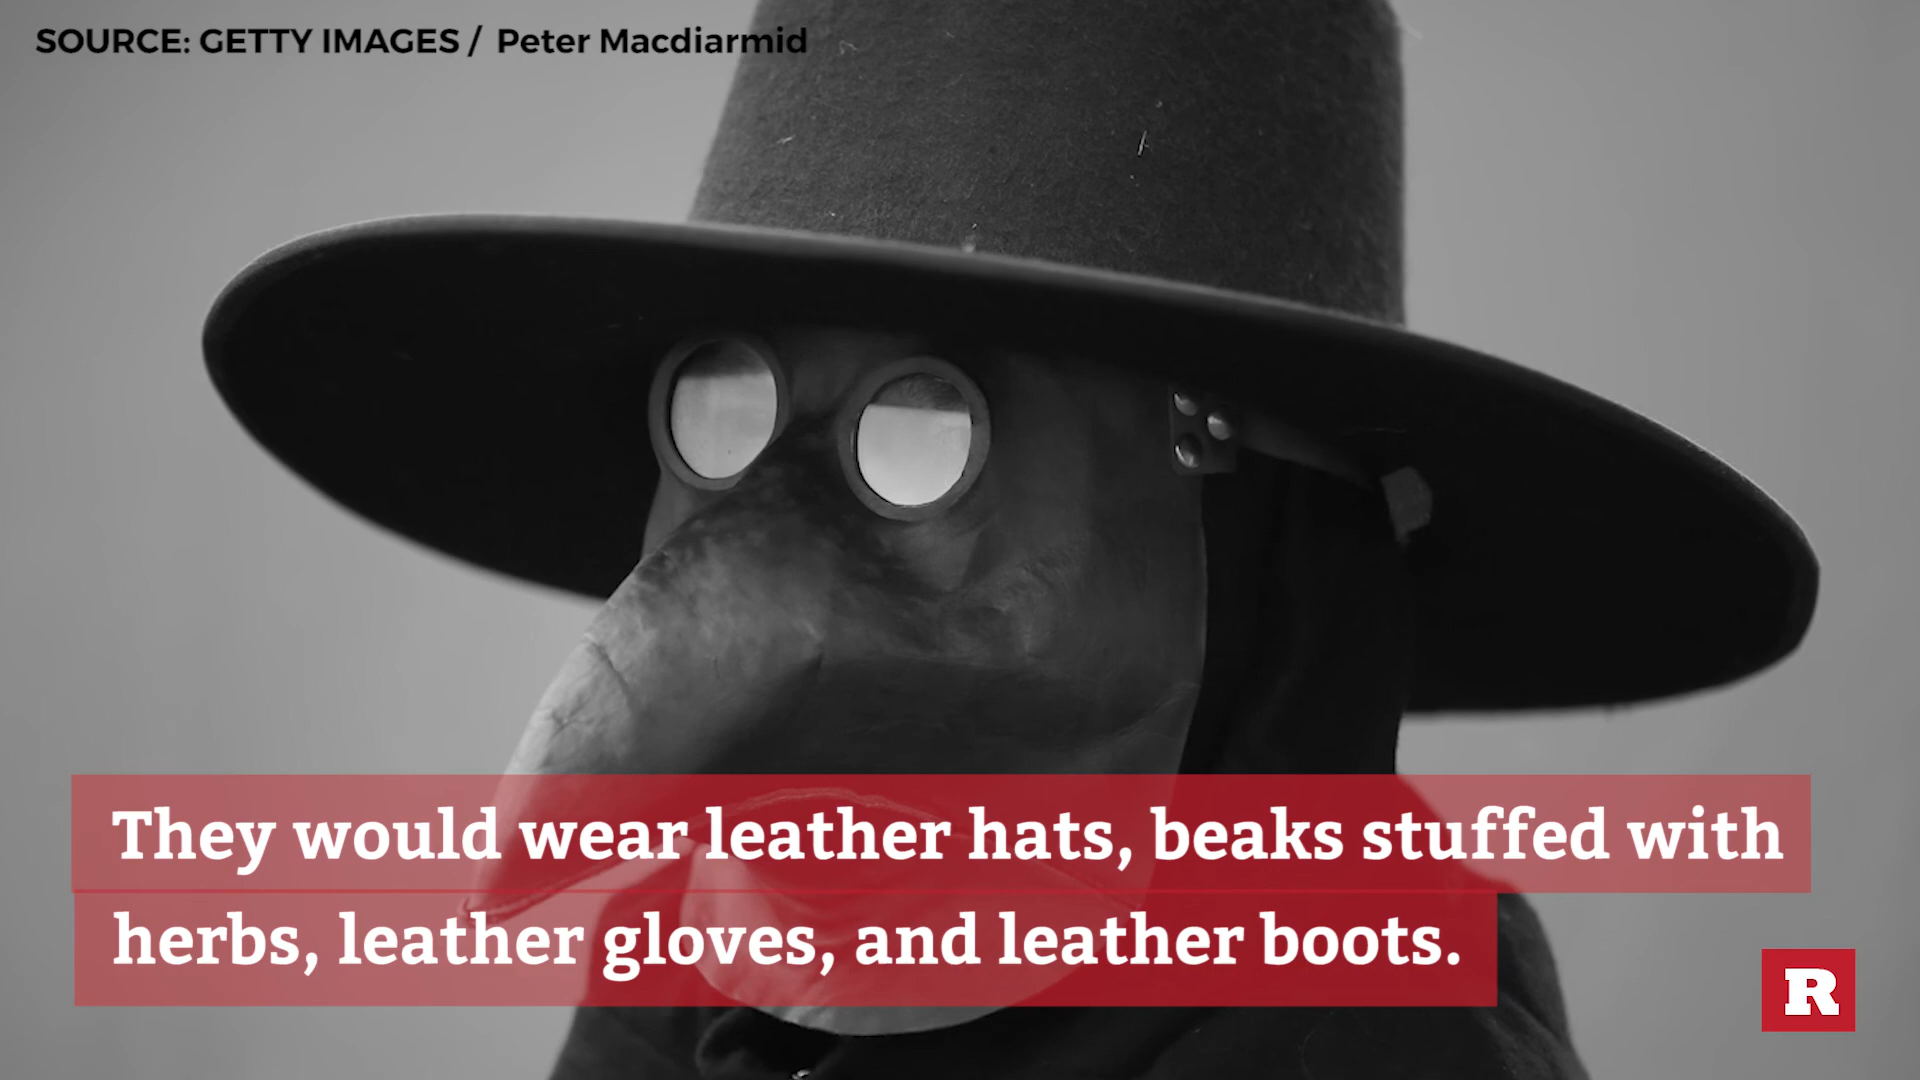 SOURCE: GETTY IMAGES / Peter Macdiarmid
They would wear leather hats, beaks stuffed with
herbs, leather gloves, and leather boots.
R